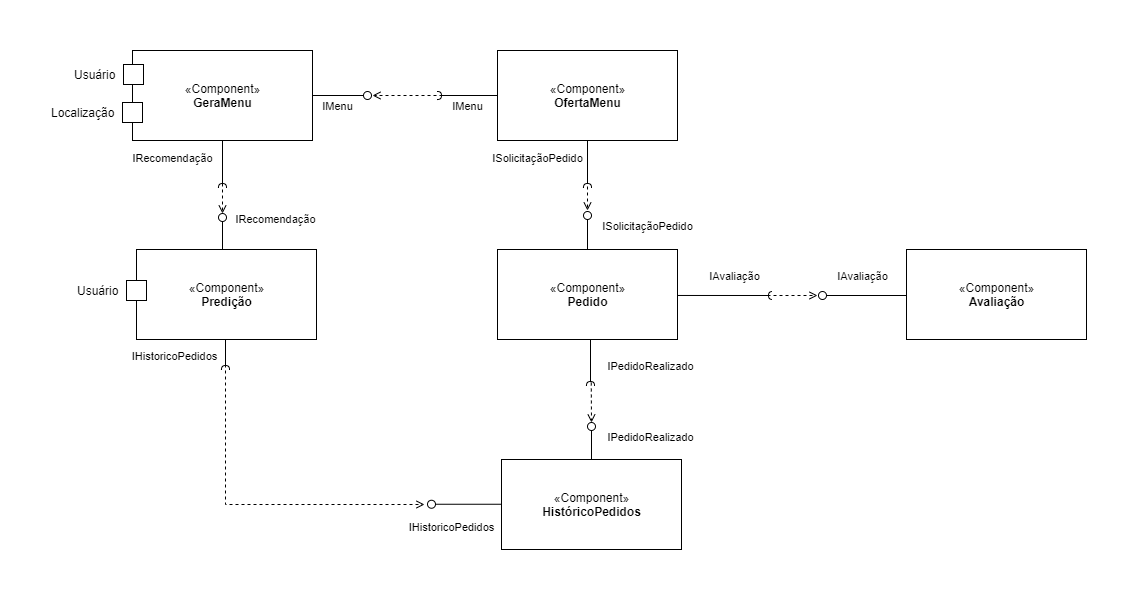 Usuário
Localização
«Component»
GeraMenu
IMenu
IMenu
«Component»
OfertaMenu
IRecomendação
IRecomendação
ISolicitaçãoPedido
ISolicitaçãoPedido
Usuário
«Component»
Predição
«Component»
Pedido
IAvaliação
IAvaliação
«Component»
Avaliação
IHistoricoPedidos
IPedidoRealizado
IPedidoRealizado
IHistoricoPedidos
«Component»
HistóricoPedidos